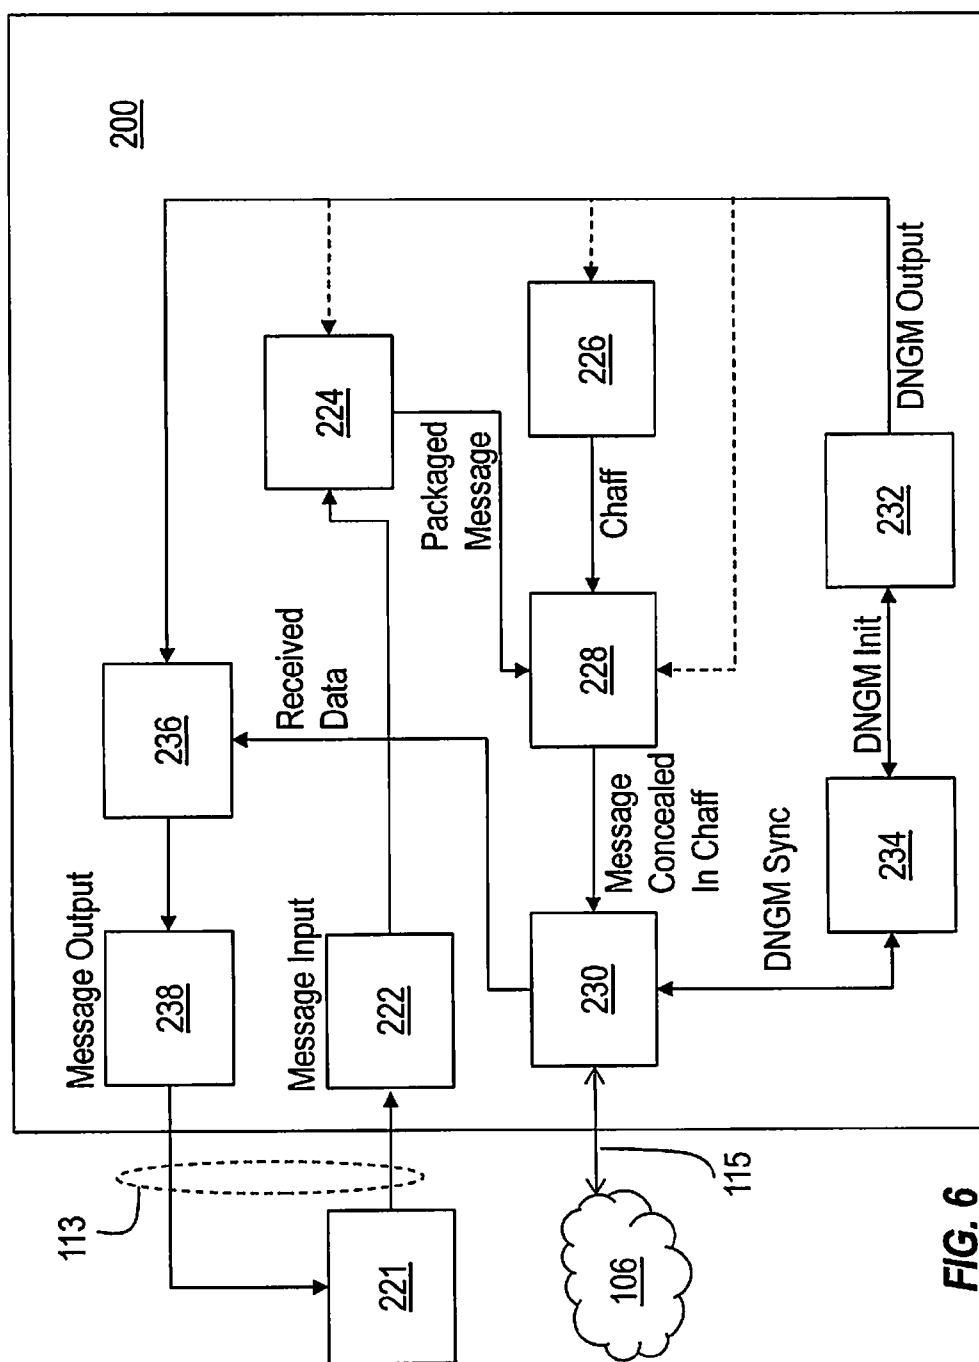 200
236
224
226
Received
Data
Packaged
Message
Chaff
228
232
DNGM Output
DNGM Init
234
DNGM Sync
Message
Concealed
In Chaff
230
Message Output
238
Message Input
222
113
221
115
106
FIG. 6